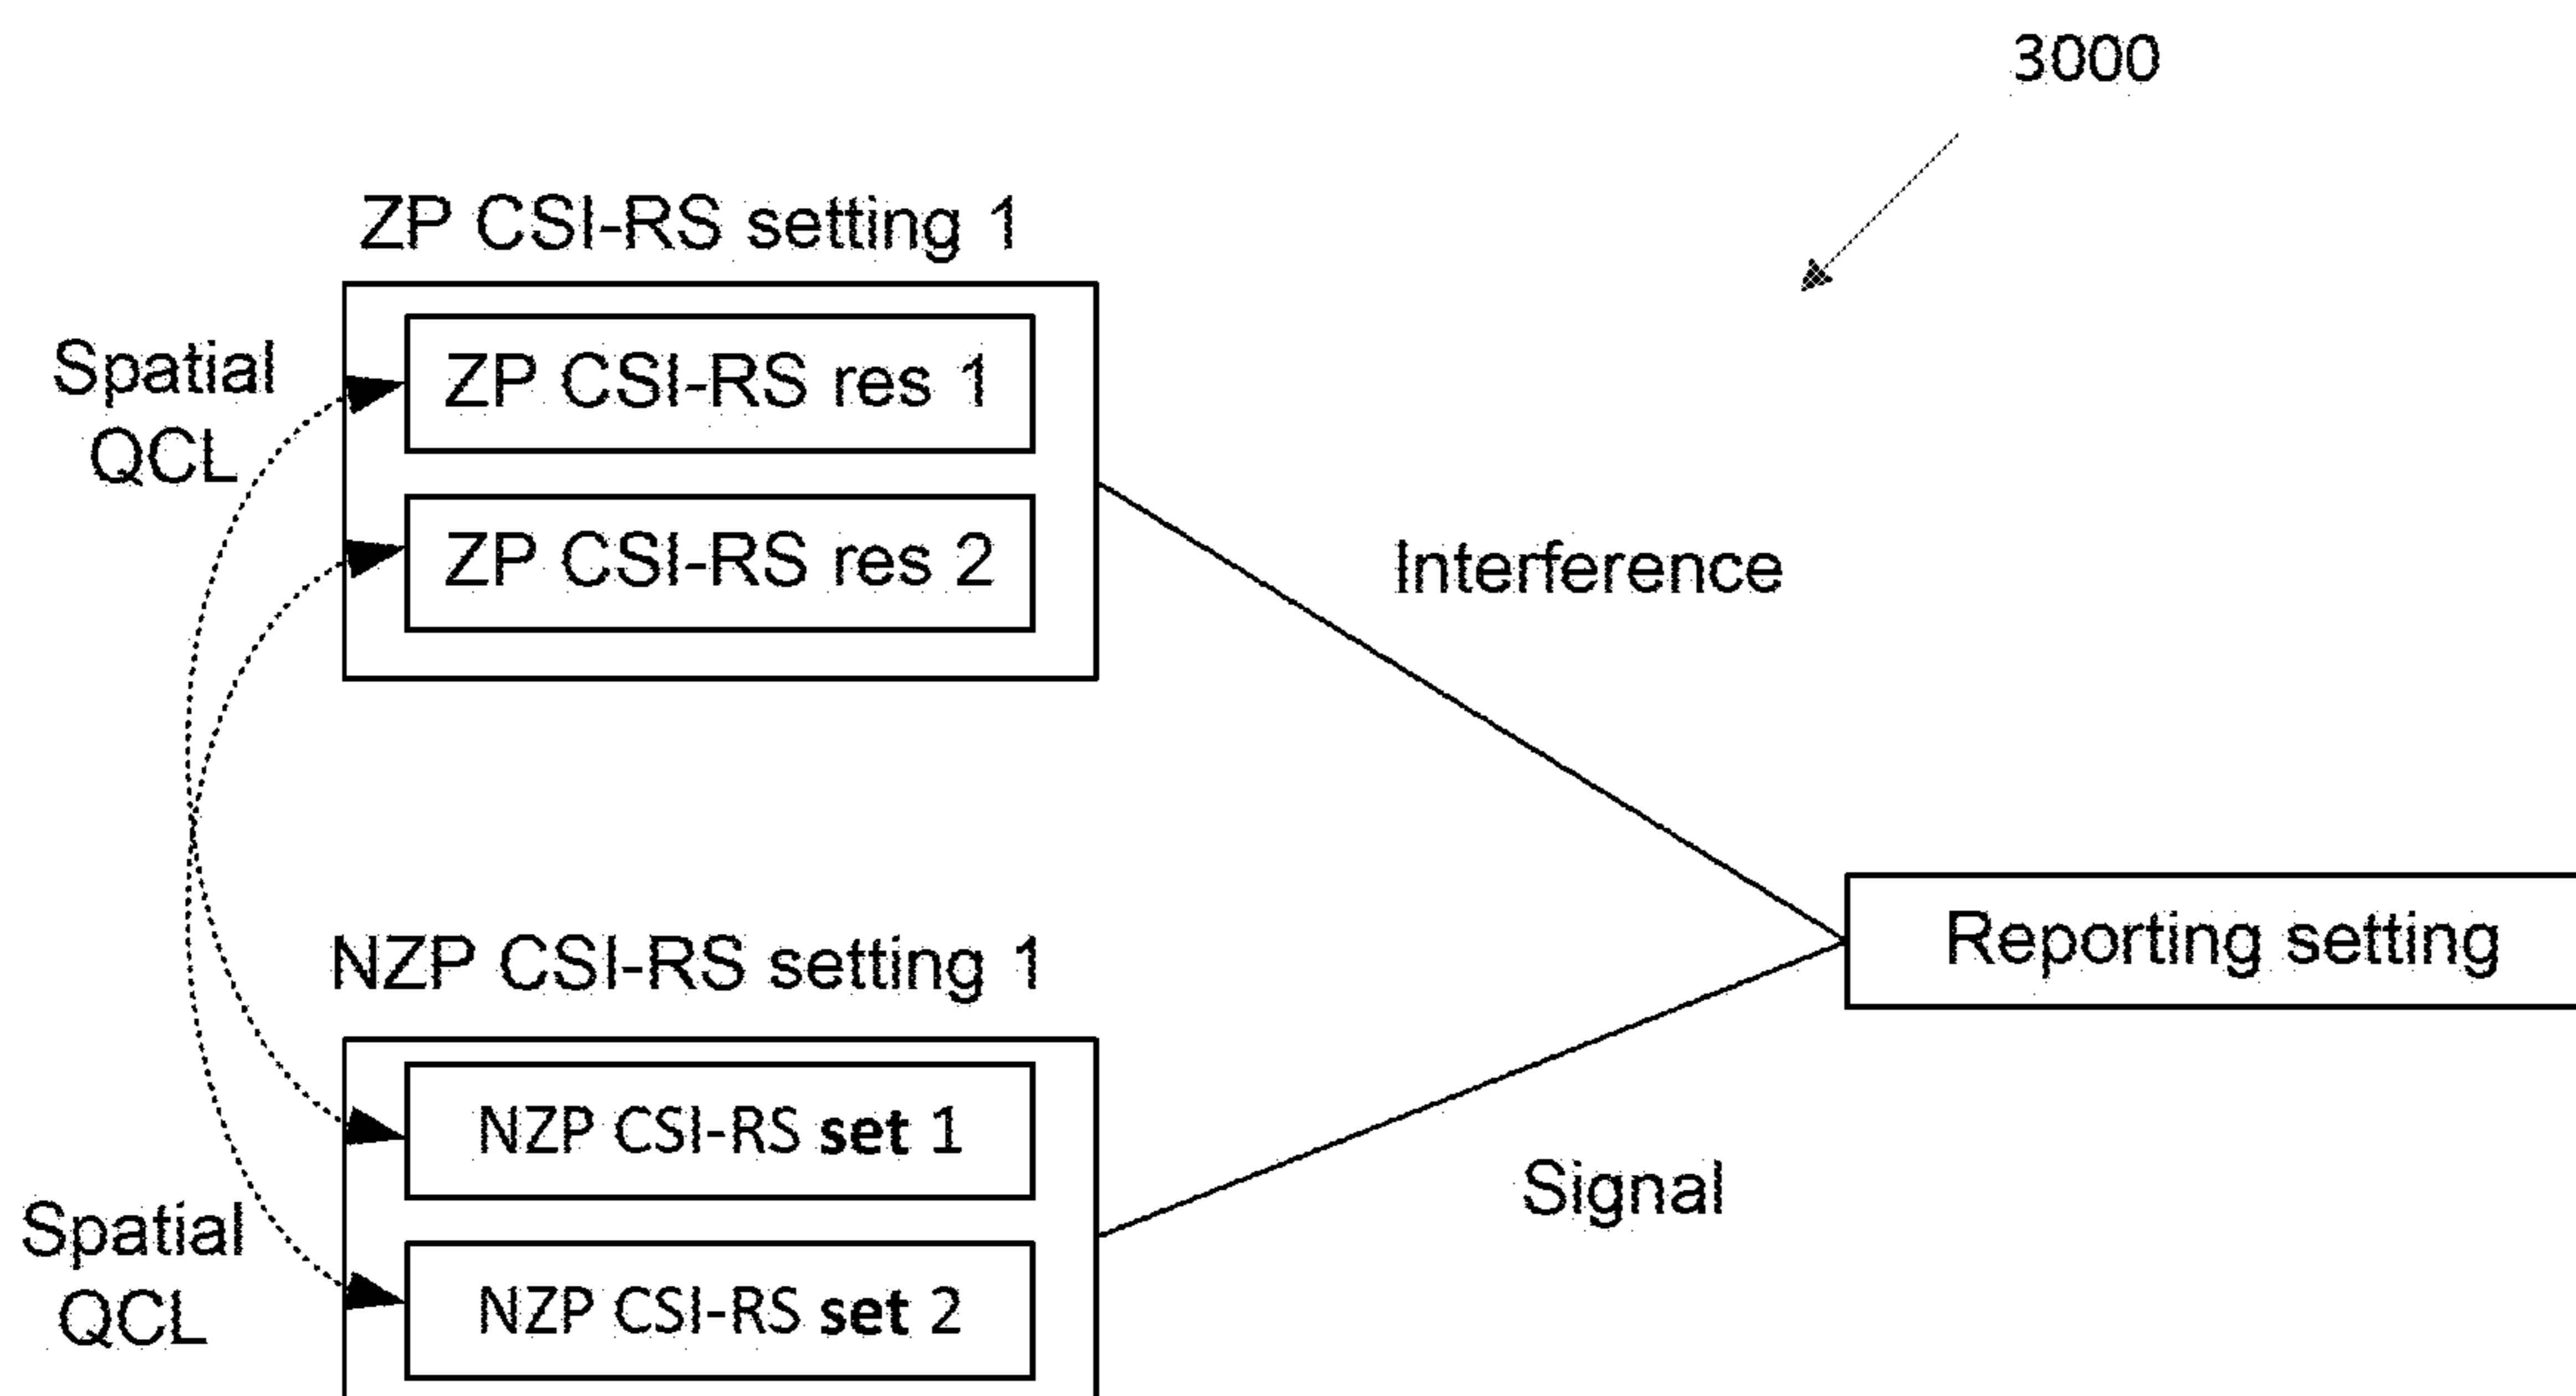 3000
ZP CSI-RS setting 1
Spatial
QCL
ZP CSI-RS res 1
ZP CSI-RS res 2
Interference
NZP CSI-RS setting 1
Reporting setting
NZP CSI-RS set 1
Signal
Spatial
QCL
NZP CSI-RS set 2